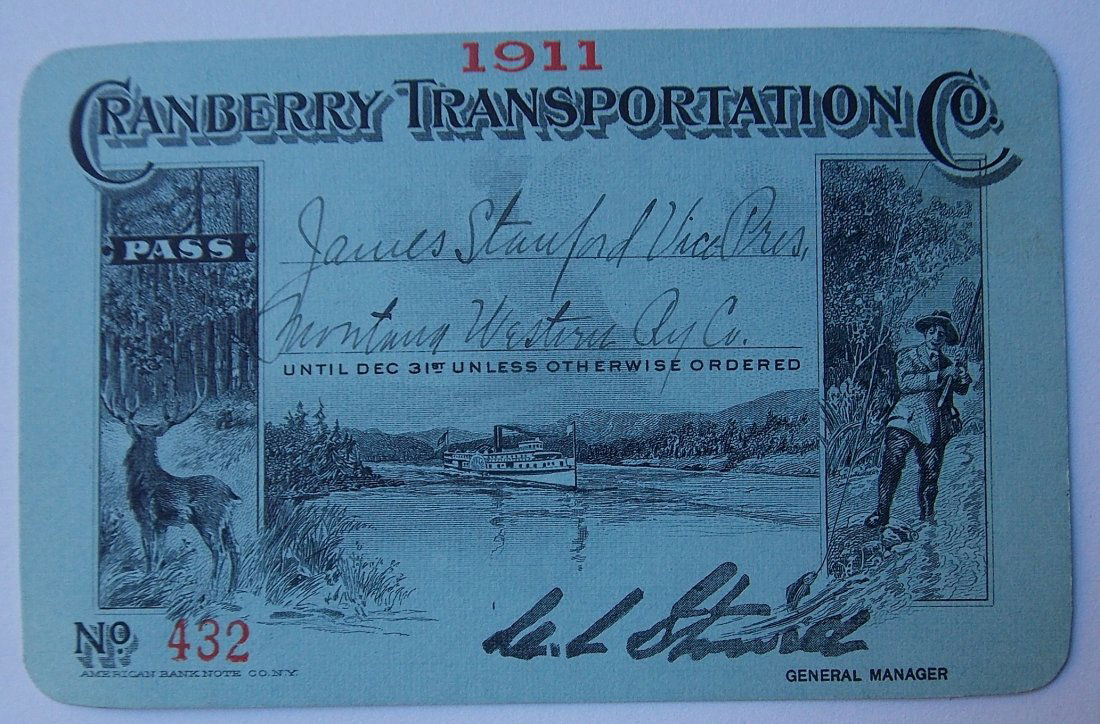 1911
CRANBERRY TRANSPORTATION CO.
PASS
James Stanford Vice Pres,
Montana Western Ry Co.
UNTIL DEC 31ST UNLESS OTHERWISE ORDERED
No. 432
AMERICAN BANK NOTE CO. N.Y.
GENERAL MANAGER